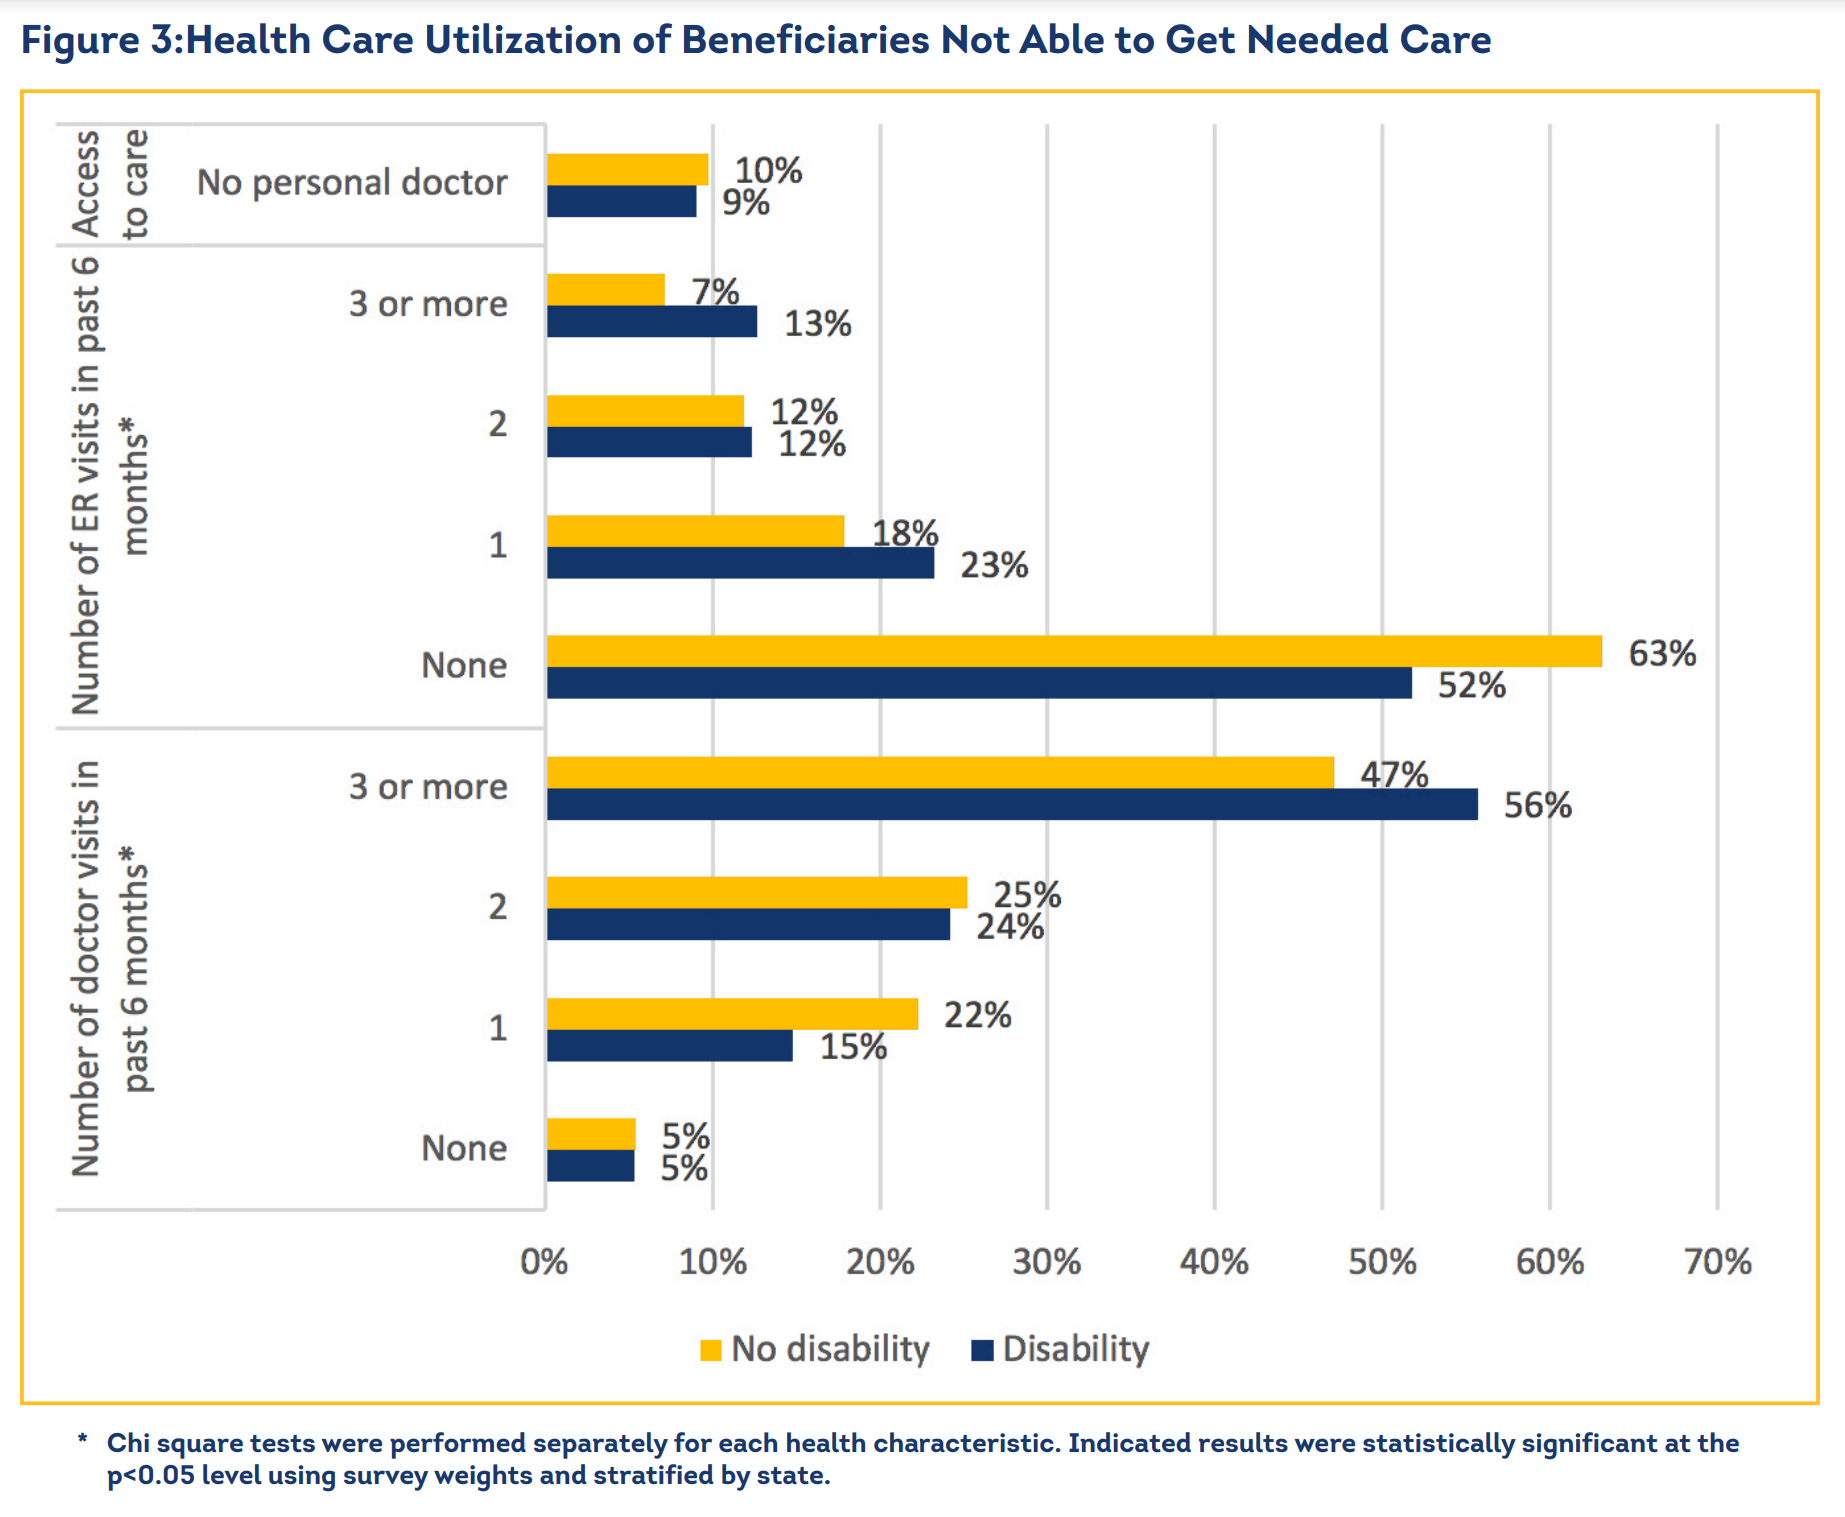 Figure 3:Health Care Utilization of Beneficiaries Not Able to Get Needed Care
Access
to care
No personal doctor
10%
9%
Number of ER visits in past 6
months*
3 or more
7%
13%
2
12%
12%
1
18%
23%
None
63%
52%
Number of doctor visits in
past 6 months*
3 or more
47%
56%
2
25%
24%
1
22%
15%
None
5%
5%
0% 10% 20% 30% 40% 50% 60% 70%
No disability Disability
* Chi square tests were performed separately for each health characteristic. Indicated results were statistically significant at the
p<0.05 level using survey weights and stratified by state.